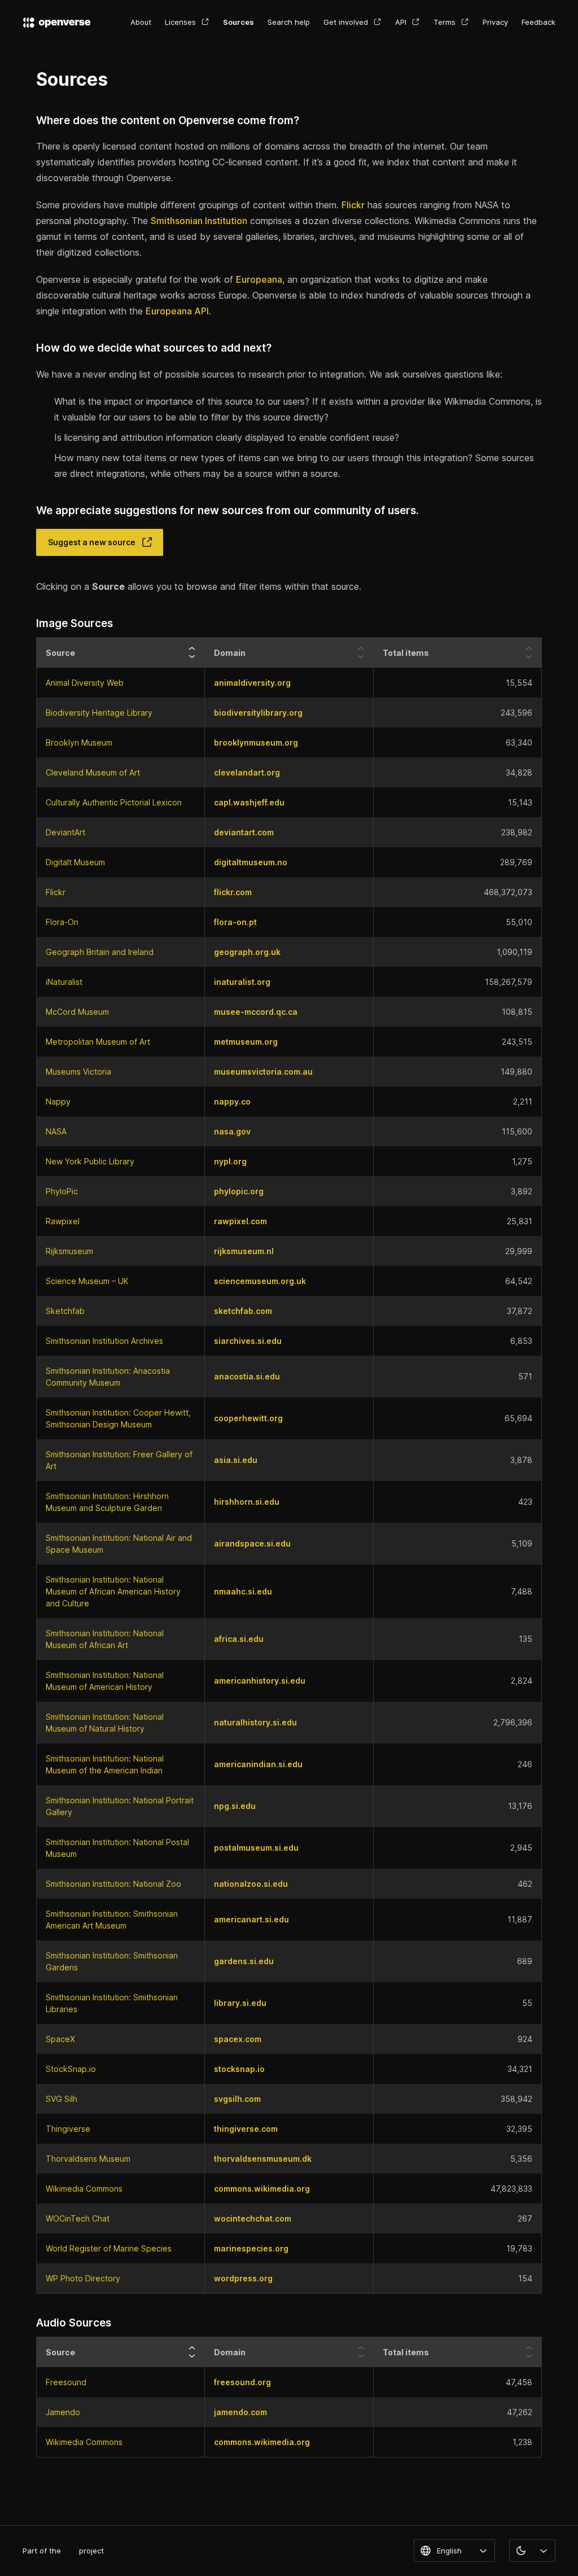 openverse
About
Licenses
Sources
Search help
Get involved
API
Terms
Privacy
Feedback
Sources
Where does the content on Openverse come from?
There is openly licensed content hosted on millions of domains across the breadth of the internet. Our team
systematically identifies providers hosting CC-licensed content. If it's a good fit, we index that content and make it
discoverable through Openverse.
Some providers have multiple different groupings of content within them. Flickr has sources ranging from NASA to
personal photography. The Smithsonian Institution comprises a dozen diverse collections. Wikimedia Commons runs the
gamut in terms of content, and is used by several galleries, libraries, archives, and museums highlighting some or all of
their digitized collections.
Openverse is especially grateful for the work of Europeana, an organization that works to digitize and make
discoverable cultural heritage works across Europe. Openverse is able to index hundreds of valuable sources through a
single integration with the Europeana API.
How do we decide what sources to add next?
We have a never ending list of possible sources to research prior to integration. We ask ourselves questions like:
What is the impact or importance of this source to our users? If it exists within a provider like Wikimedia Commons, is
it valuable for our users to be able to filter by this source directly?
Is licensing and attribution information clearly displayed to enable confident reuse?
How many new total items or new types of items can we bring to our users through this integration? Some sources
are direct integrations, while others may be a source within a source.
We appreciate suggestions for new sources from our community of users.
Suggest a new source
Clicking on a Source allows you to browse and filter items within that source.
Image Sources
Source Domain Total items
Animal Diversity Web animaldiversity.org 15,554
Biodiversity Heritage Library biodiversitylibrary.org 243,596
Brooklyn Museum brooklynmuseum.org 63,340
Cleveland Museum of Art clevelandart.org 34,828
Culturally Authentic Pictorial Lexicon capl.washjeff.edu 15,143
DeviantArt deviantart.com 238,982
Digitalt Museum digitaltmuseum.no 289,769
Flickr flickr.com 468,372,073
Flora-On flora-on.pt 55,010
Geograph Britain and Ireland geograph.org.uk 1,090,119
iNaturalist inaturalist.org 158,267,579
McCord Museum musee-mccord.qc.ca 108,815
Metropolitan Museum of Art metmuseum.org 243,515
Museums Victoria museumsvictoria.com.au 149,880
Nappy nappy.co 2,211
NASA nasa.gov 115,600
New York Public Library nypl.org 1,275
PhyloPic phylopic.org 3,892
Rawpixel rawpixel.com 25,831
Rijksmuseum rijksmuseum.nl 29,999
Science Museum – UK sciencemuseum.org.uk 64,542
Sketchfab sketchfab.com 37,872
Smithsonian Institution Archives siarchives.si.edu 6,853
Smithsonian Institution: Anacostia
Community Museum anacostia.si.edu 571
Smithsonian Institution: Cooper Hewitt,
Smithsonian Design Museum cooperhewitt.org 65,694
Smithsonian Institution: Freer Gallery of
Art asia.si.edu 3,878
Smithsonian Institution: Hirshhorn
Museum and Sculpture Garden hirshhorn.si.edu 423
Smithsonian Institution: National Air and
Space Museum airandspace.si.edu 5,109
Smithsonian Institution: National
Museum of African American History
and Culture nmaahc.si.edu 7,488
Smithsonian Institution: National
Museum of African Art africa.si.edu 135
Smithsonian Institution: National
Museum of American History americanhistory.si.edu 2,824
Smithsonian Institution: National
Museum of Natural History naturalhistory.si.edu 2,796,396
Smithsonian Institution: National
Museum of the American Indian americanindian.si.edu 246
Smithsonian Institution: National Portrait
Gallery npg.si.edu 13,176
Smithsonian Institution: National Postal
Museum postalmuseum.si.edu 2,945
Smithsonian Institution: National Zoo nationalzoo.si.edu 462
Smithsonian Institution: Smithsonian
American Art Museum americanart.si.edu 11,887
Smithsonian Institution: Smithsonian
Gardens gardens.si.edu 689
Smithsonian Institution: Smithsonian
Libraries library.si.edu 55
SpaceX spacex.com 924
StockSnap.io stocksnap.io 34,321
SVG Silh svgsilh.com 358,942
Thingiverse thingiverse.com 32,395
Thorvaldsens Museum thorvaldsensmuseum.dk 5,356
Wikimedia Commons commons.wikimedia.org 47,823,833
WOCinTech Chat wocintechchat.com 267
World Register of Marine Species marinespecies.org 19,783
WP Photo Directory wordpress.org 154
Audio Sources
Source Domain Total items
Freesound freesound.org 47,458
Jamendo jamendo.com 47,262
Wikimedia Commons commons.wikimedia.org 1,238
Part of the project
English